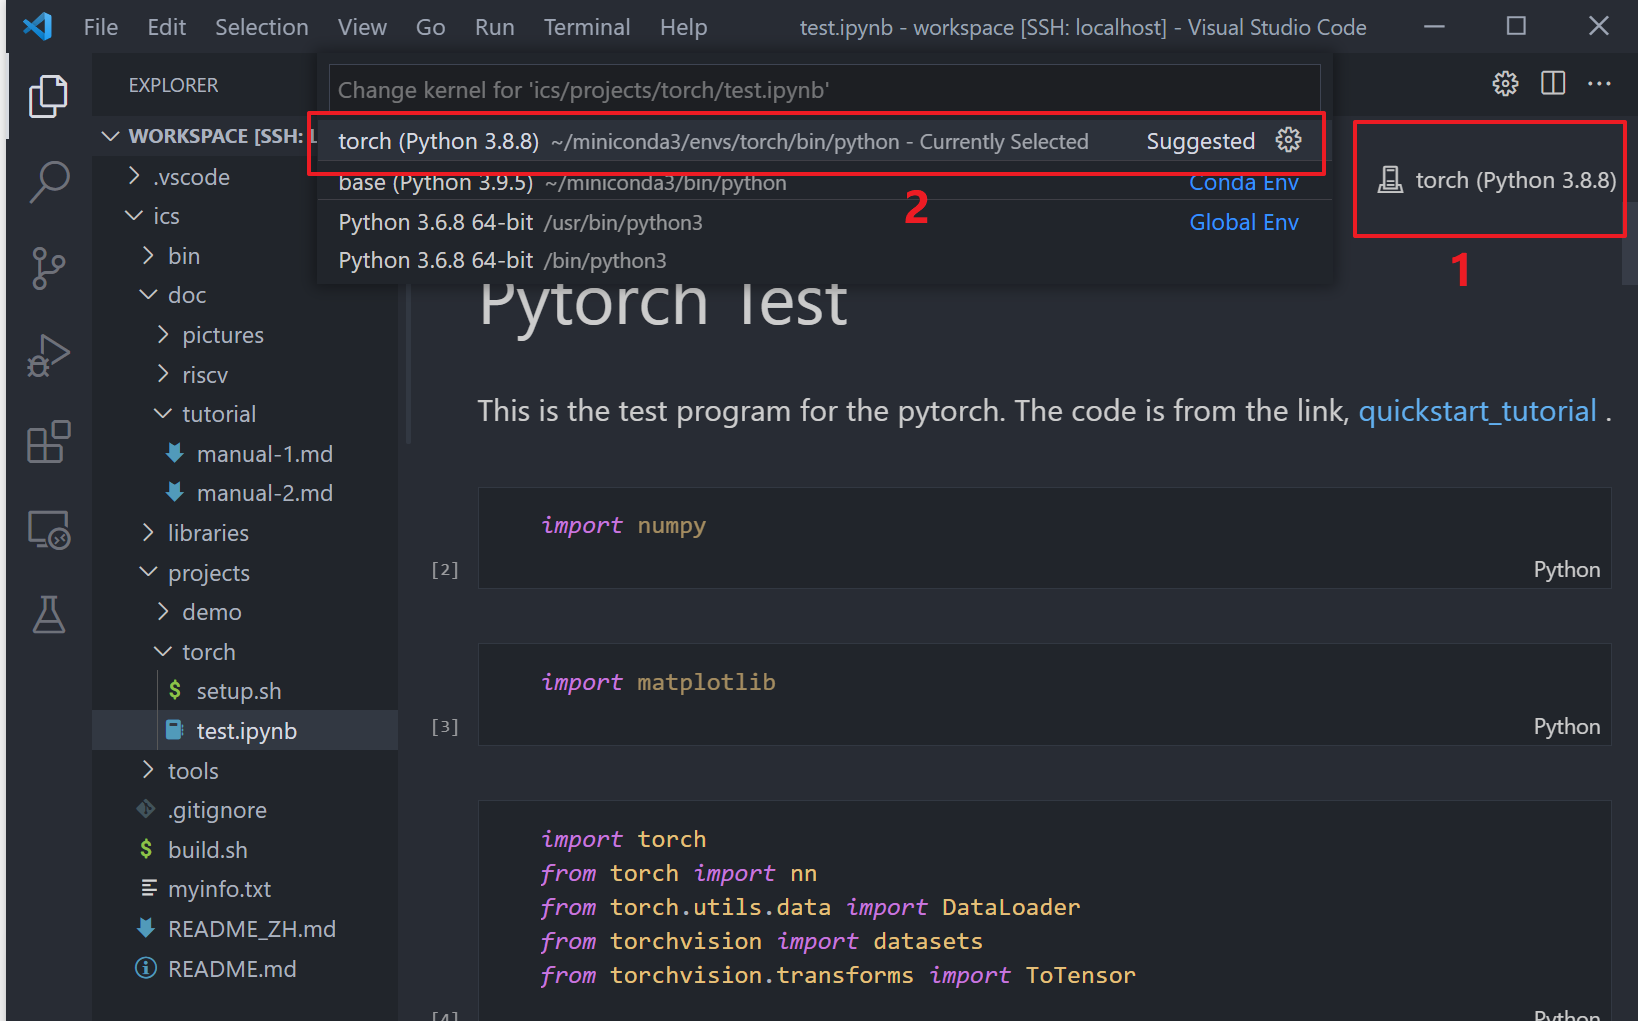 File Edit Selection View Go Run Terminal Help test.ipynb - workspace [SSH: localhost] - Visual Studio Code
EXPLORER
WORKSPACE [SSH: L
.vscode
ics
bin
doc
pictures
riscv
tutorial
manual-1.md
manual-2.md
libraries
projects
demo
torch
$ setup.sh
test.ipynb
tools
.gitignore
$ build.sh
myinfo.txt
README_ZH.md
README.md
Change kernel for 'ics/projects/torch/test.ipynb'
torch (Python 3.8.8) ~/miniconda3/envs/torch/bin/python - Currently Selected Suggested
base (Python 3.9.5) ~/miniconda3/bin/python Conda Env
2
Python 3.6.8 64-bit /usr/bin/python3 Global Env
Python 3.6.8 64-bit /bin/python3
torch (Python 3.8.8)
1
Pytorch Test
This is the test program for the pytorch. The code is from the link, quickstart_tutorial .
import numpy
[2] Python
import matplotlib
[3] Python
import torch
from torch import nn
from torch.utils.data import DataLoader
from torchvision import datasets
from torchvision.transforms import ToTensor
[4] Python